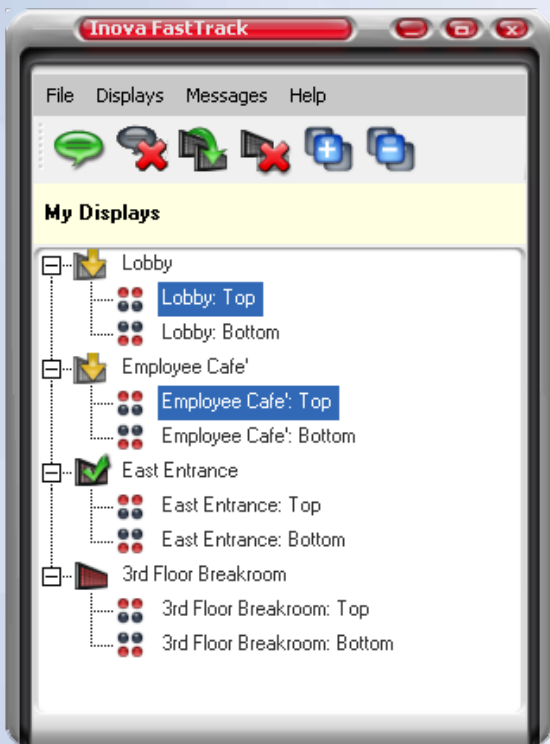 Inova FastTrack
File Displays Messages Help
My Displays
Lobby
Lobby: Top
Lobby: Bottom
Employee Cafe'
Employee Cafe': Top
Employee Cafe': Bottom
East Entrance
East Entrance: Top
East Entrance: Bottom
3rd Floor Breakroom
3rd Floor Breakroom: Top
3rd Floor Breakroom: Bottom